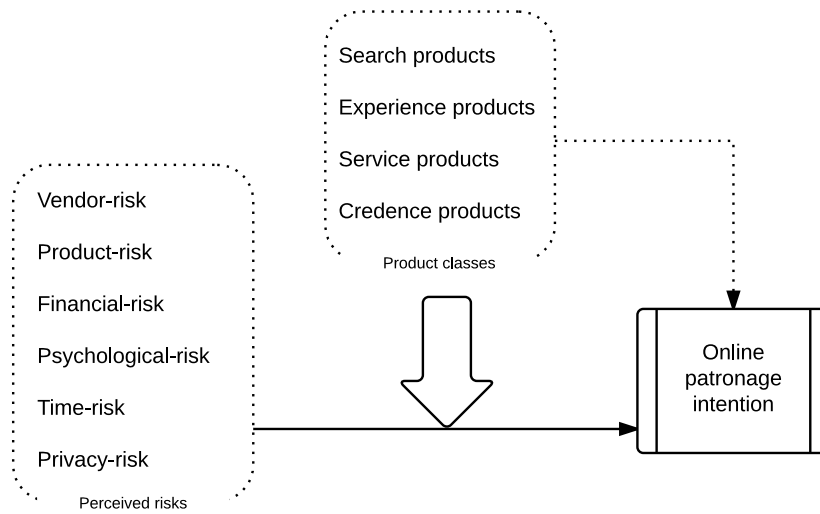 Search products
Experience products
Service products
Credence products
Product classes
Vendor-risk
Product-risk
Financial-risk
Psychological-risk
Time-risk
Privacy-risk
Perceived risks
Online
patronage
intention